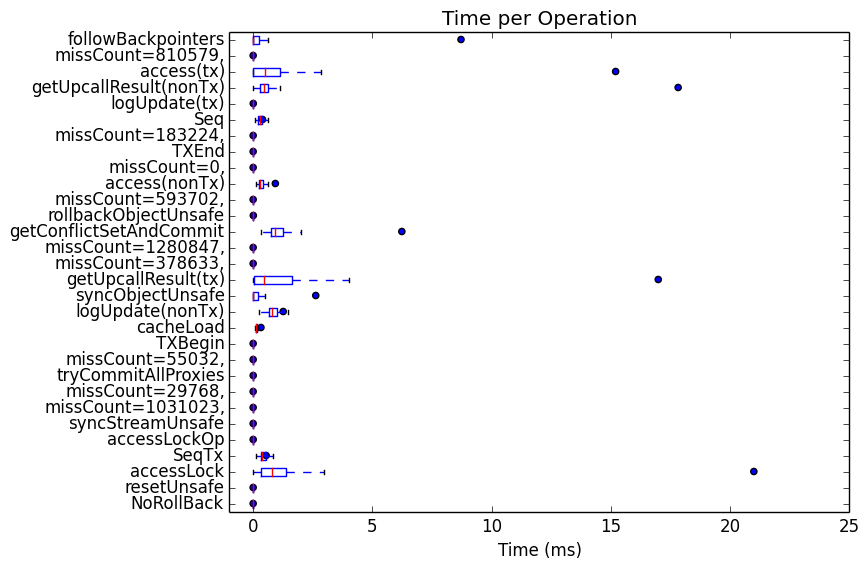 Time per Operation
followBackpointers
missCount=810579,
access(tx)
getUpcallResult(nonTx)
logUpdate(tx)
Seq
missCount=183224,
TXEnd
missCount=0,
access(nonTx)
missCount=593702,
rollbackObjectUnsafe
getConflictSetAndCommit
missCount=1280847,
missCount=378633,
getUpcallResult(tx)
syncObjectUnsafe
logUpdate(nonTx)
cacheLoad
TXBegin
missCount=55032,
tryCommitAllProxies
missCount=29768,
missCount=1031023,
syncStreamUnsafe
accessLockOp
SeqTx
accessLock
resetUnsafe
NoRollBack
0 5 10 15 20 25
Time (ms)